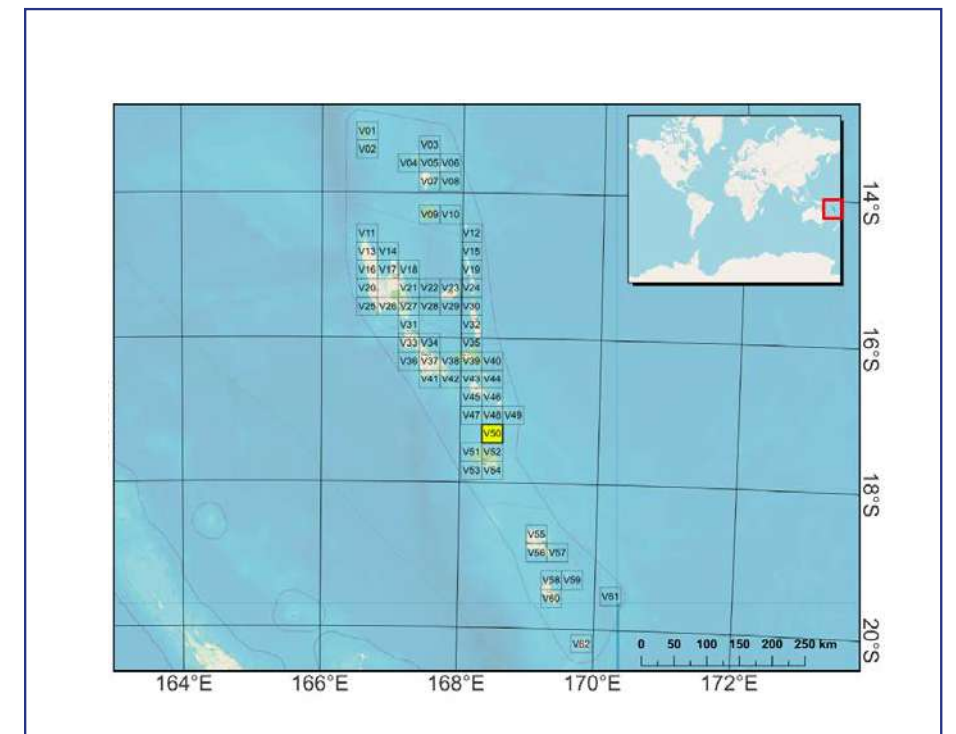 V01
V02 V03
V04 V05 V06
V07 V08
14°S
V09 V10
V11 V12
V13 V14 V15
V16 V17 V18 V19
V20 V21 V22 V23 V24
V25 V26 V27 V28 V29 V30
V31 V32
16°S
V33 V34 V35
V36 V37 V38 V39 V40
V41 V42 V43 V44
V45 V46
V47 V48 V49
V50
V51 V52
V53 V54
18°S
V55
V56 V57
V58 V59
V60 V61
V62
20°S
0 50 100 150 200 250 km
164°E 166°E 168°E 170°E 172°E